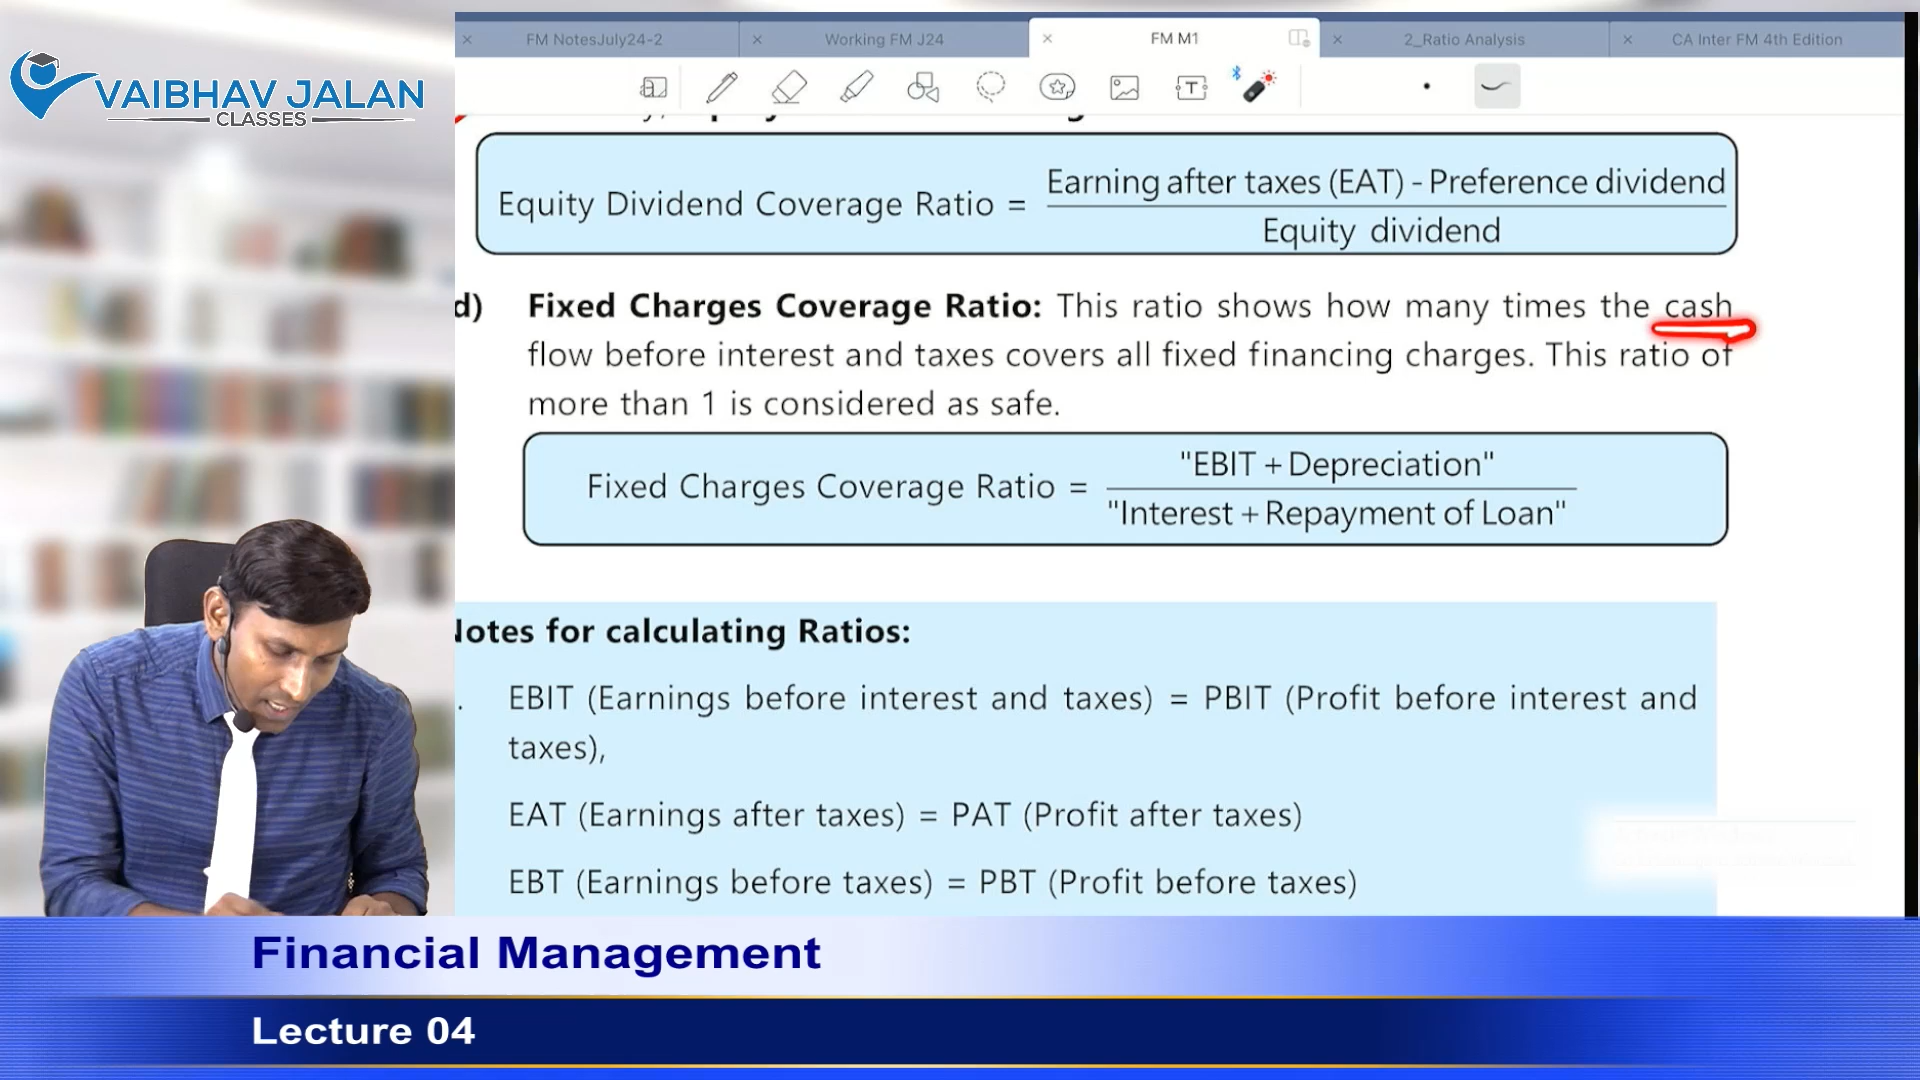 VAIBHAV JALAN
CLASSES
FM NotesJuly24-2
Working FM J24
FM M1
2_Ratio Analysis
CA Inter FM 4th Edition
Equity Dividend Coverage Ratio = Earning after taxes (EAT) - Preference dividend
Equity dividend
d) Fixed Charges Coverage Ratio: This ratio shows how many times the cash
flow before interest and taxes covers all fixed financing charges. This ratio of
more than 1 is considered as safe.
Fixed Charges Coverage Ratio = "EBIT + Depreciation"
"Interest + Repayment of Loan"
Notes for calculating Ratios:
EBIT (Earnings before interest and taxes) = PBIT (Profit before interest and
taxes),
EAT (Earnings after taxes) = PAT (Profit after taxes)
EBT (Earnings before taxes) = PBT (Profit before taxes)
Financial Management
Lecture 04